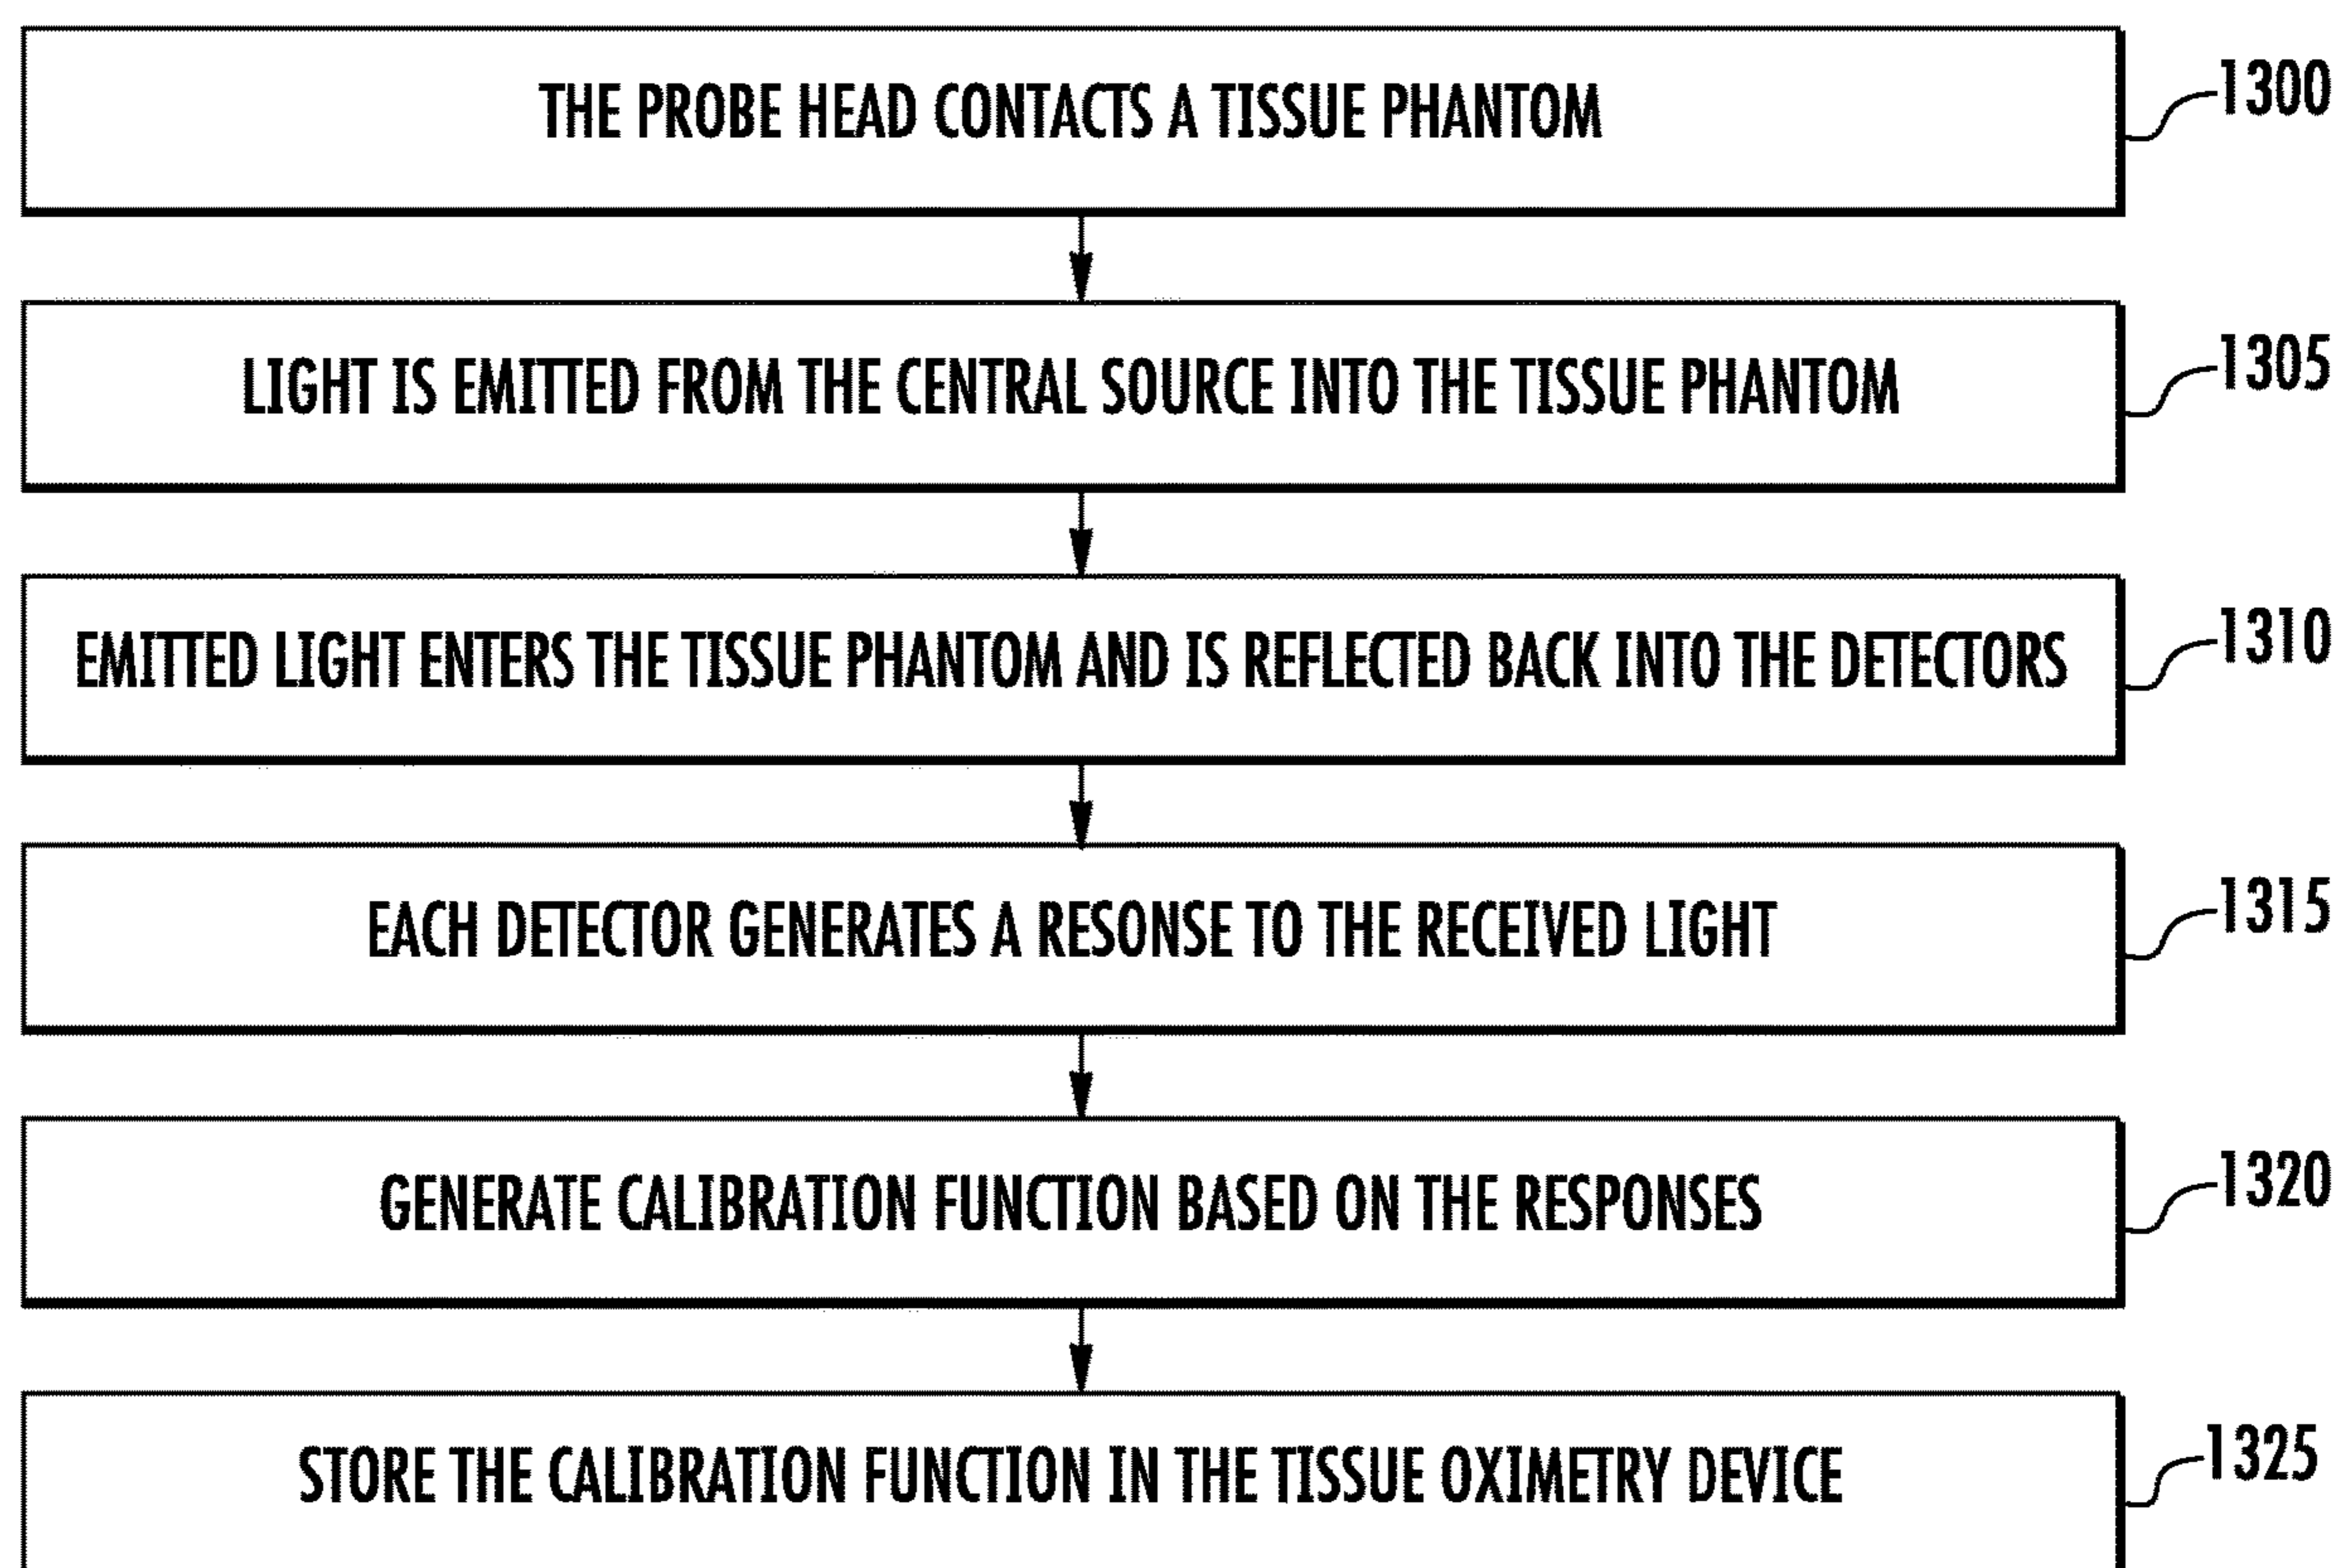 THE PROBE HEAD CONTACTS A TISSUE PHANTOM
1300
LIGHT IS EMITTED FROM THE CENTRAL SOURCE INTO THE TISSUE PHANTOM
1305
EMITTED LIGHT ENTERS THE TISSUE PHANTOM AND IS REFLECTED BACK INTO THE DETECTORS
1310
EACH DETECTOR GENERATES A RESONSE TO THE RECEIVED LIGHT
1315
GENERATE CALIBRATION FUNCTION BASED ON THE RESPONSES
1320
STORE THE CALIBRATION FUNCTION IN THE TISSUE OXIMETRY DEVICE
1325